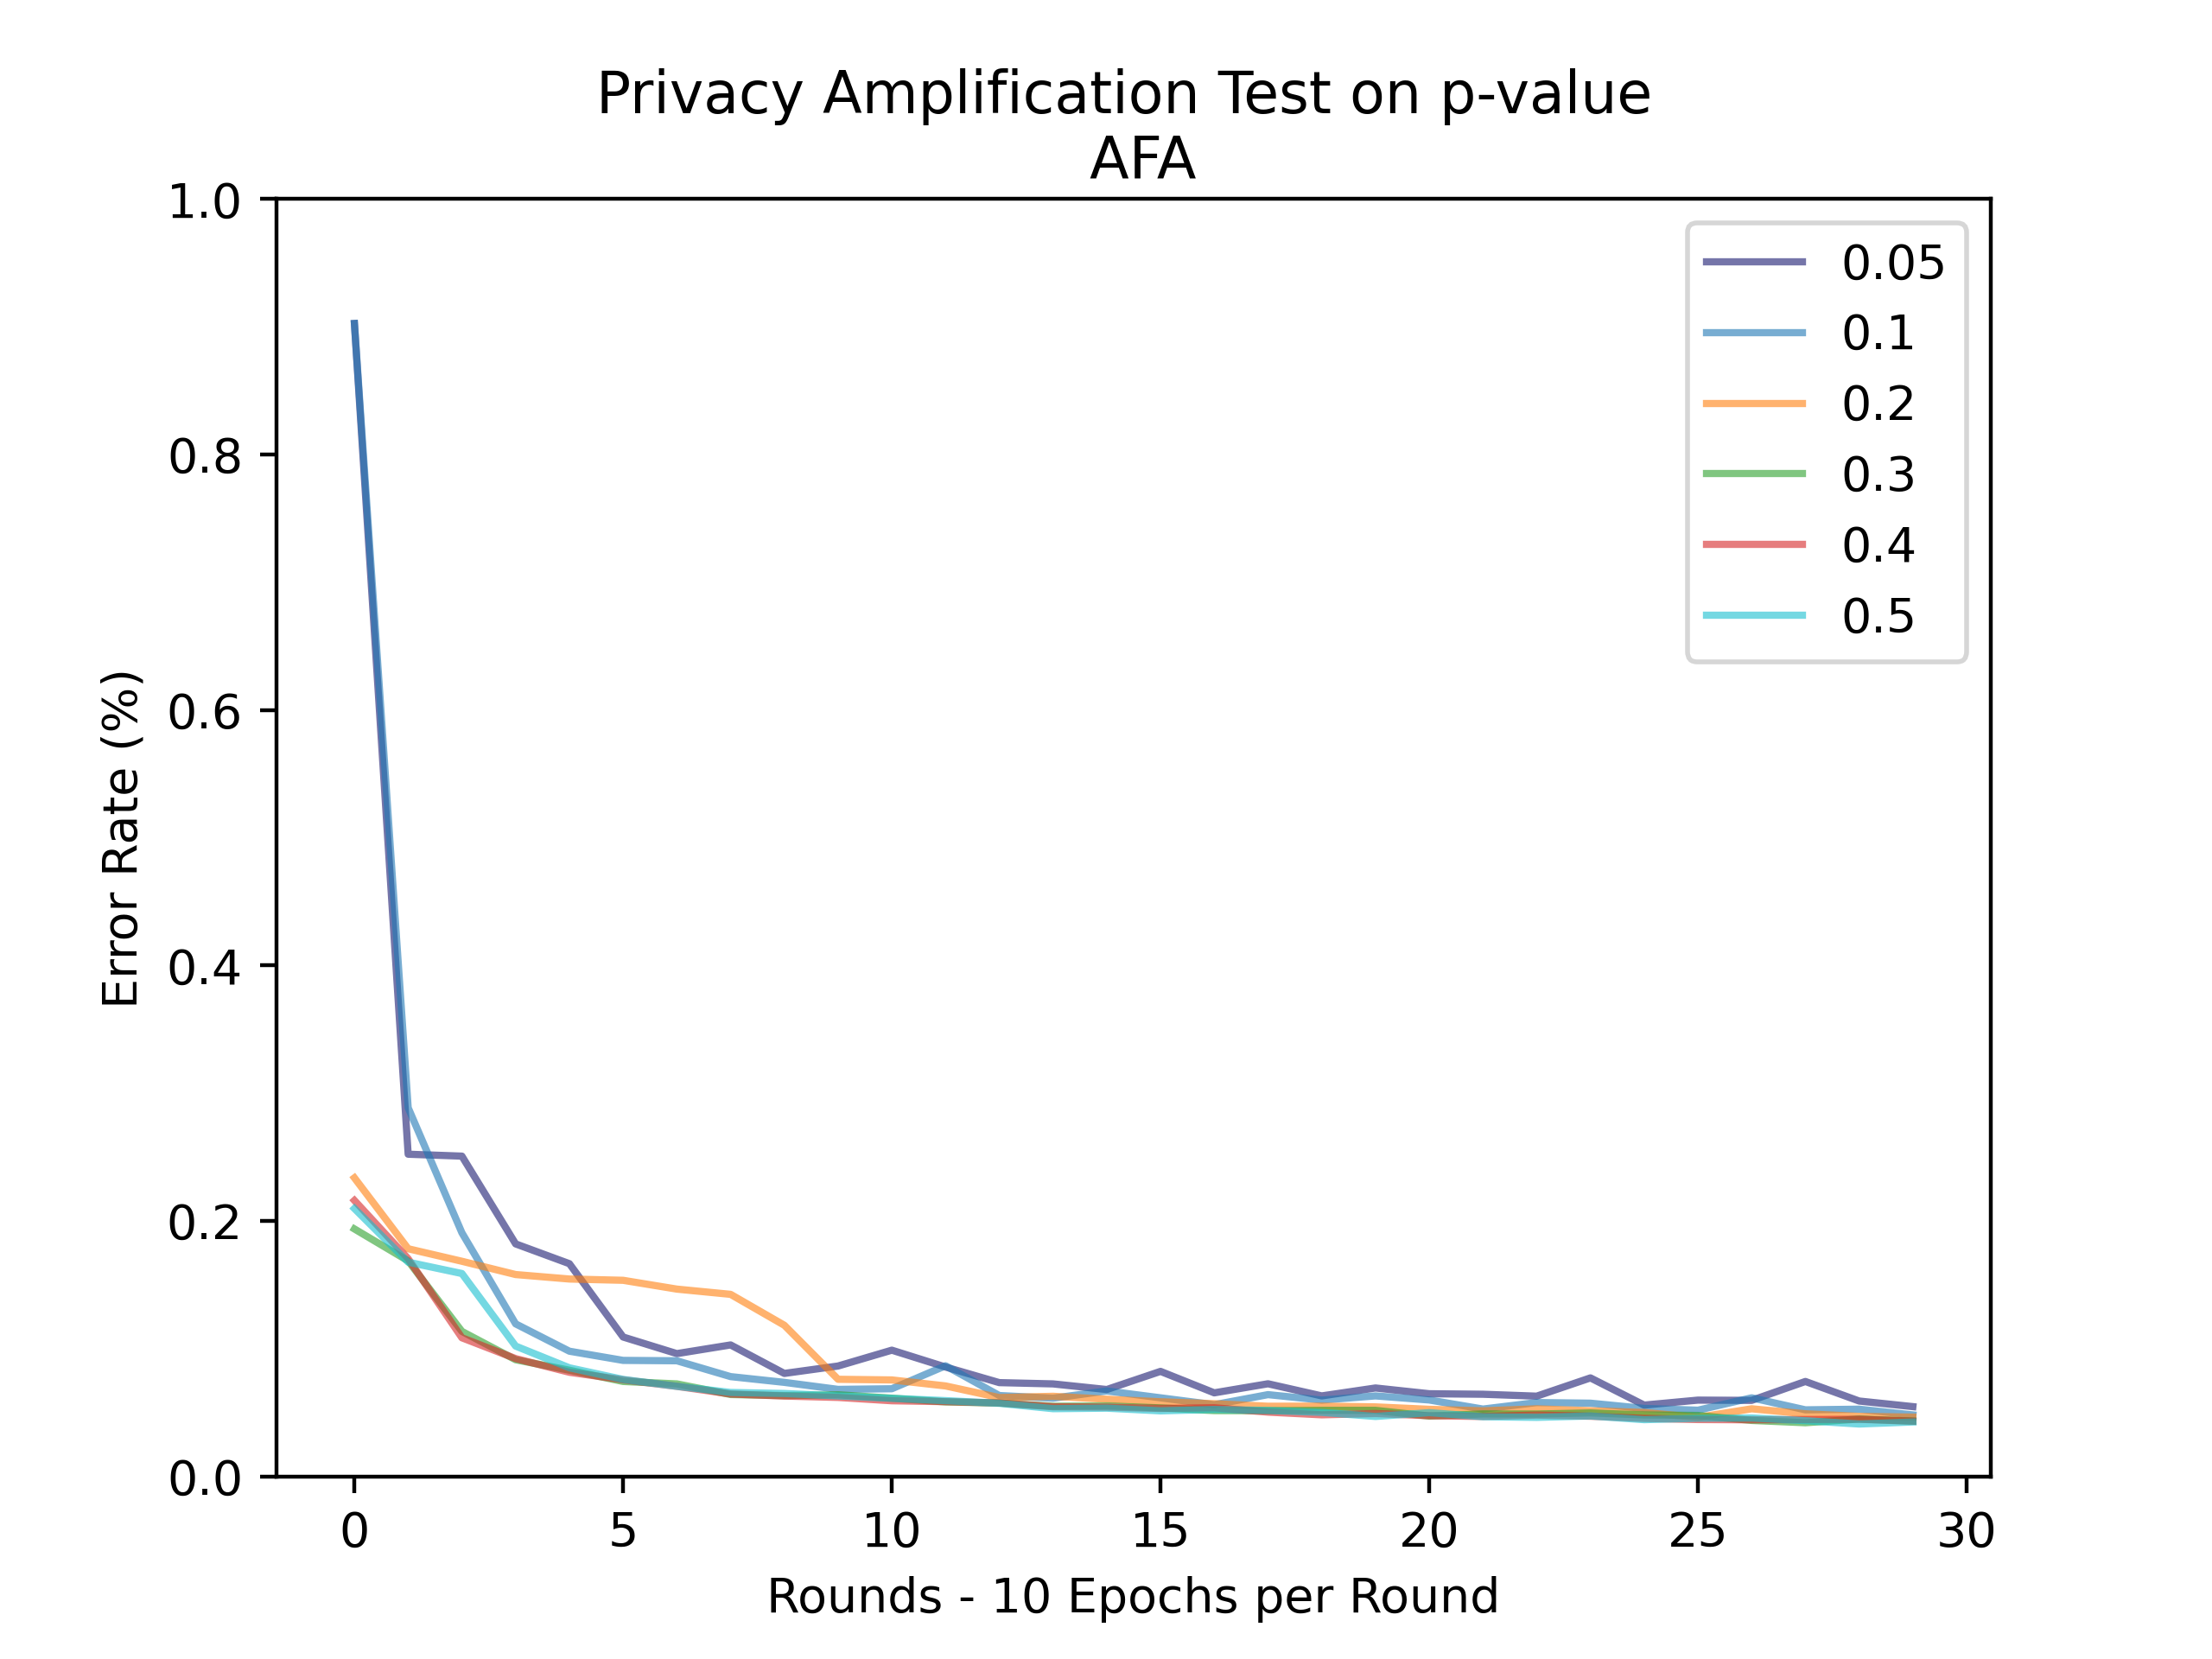 Privacy Amplification Test on p-value
AFA
1.0
0.8
0.6
0.4
0.2
0.0
Error Rate (%)
0.05
0.1
0.2
0.3
0.4
0.5
0 5 10 15 20 25 30
Rounds - 10 Epochs per Round